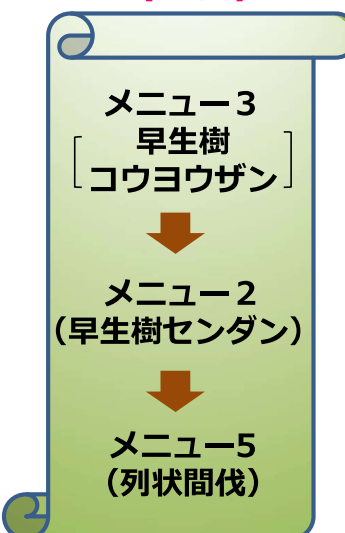 メニュー３
早生樹
コウヨウザン
メニュー２
（早生樹センダン）
メニュー5
（列状間伐）